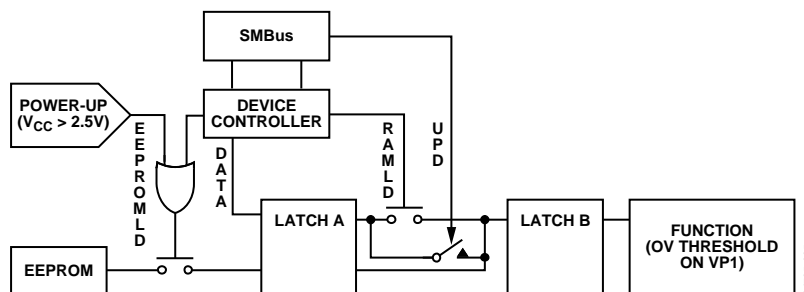 SMBus
POWER-UP
(VCC > 2.5V)
DEVICE
CONTROLLER
EEPROMLD
DATA
RAMLD
UPD
LATCH A
LATCH B
FUNCTION
(OV THRESHOLD
ON VP1)
EEPROM